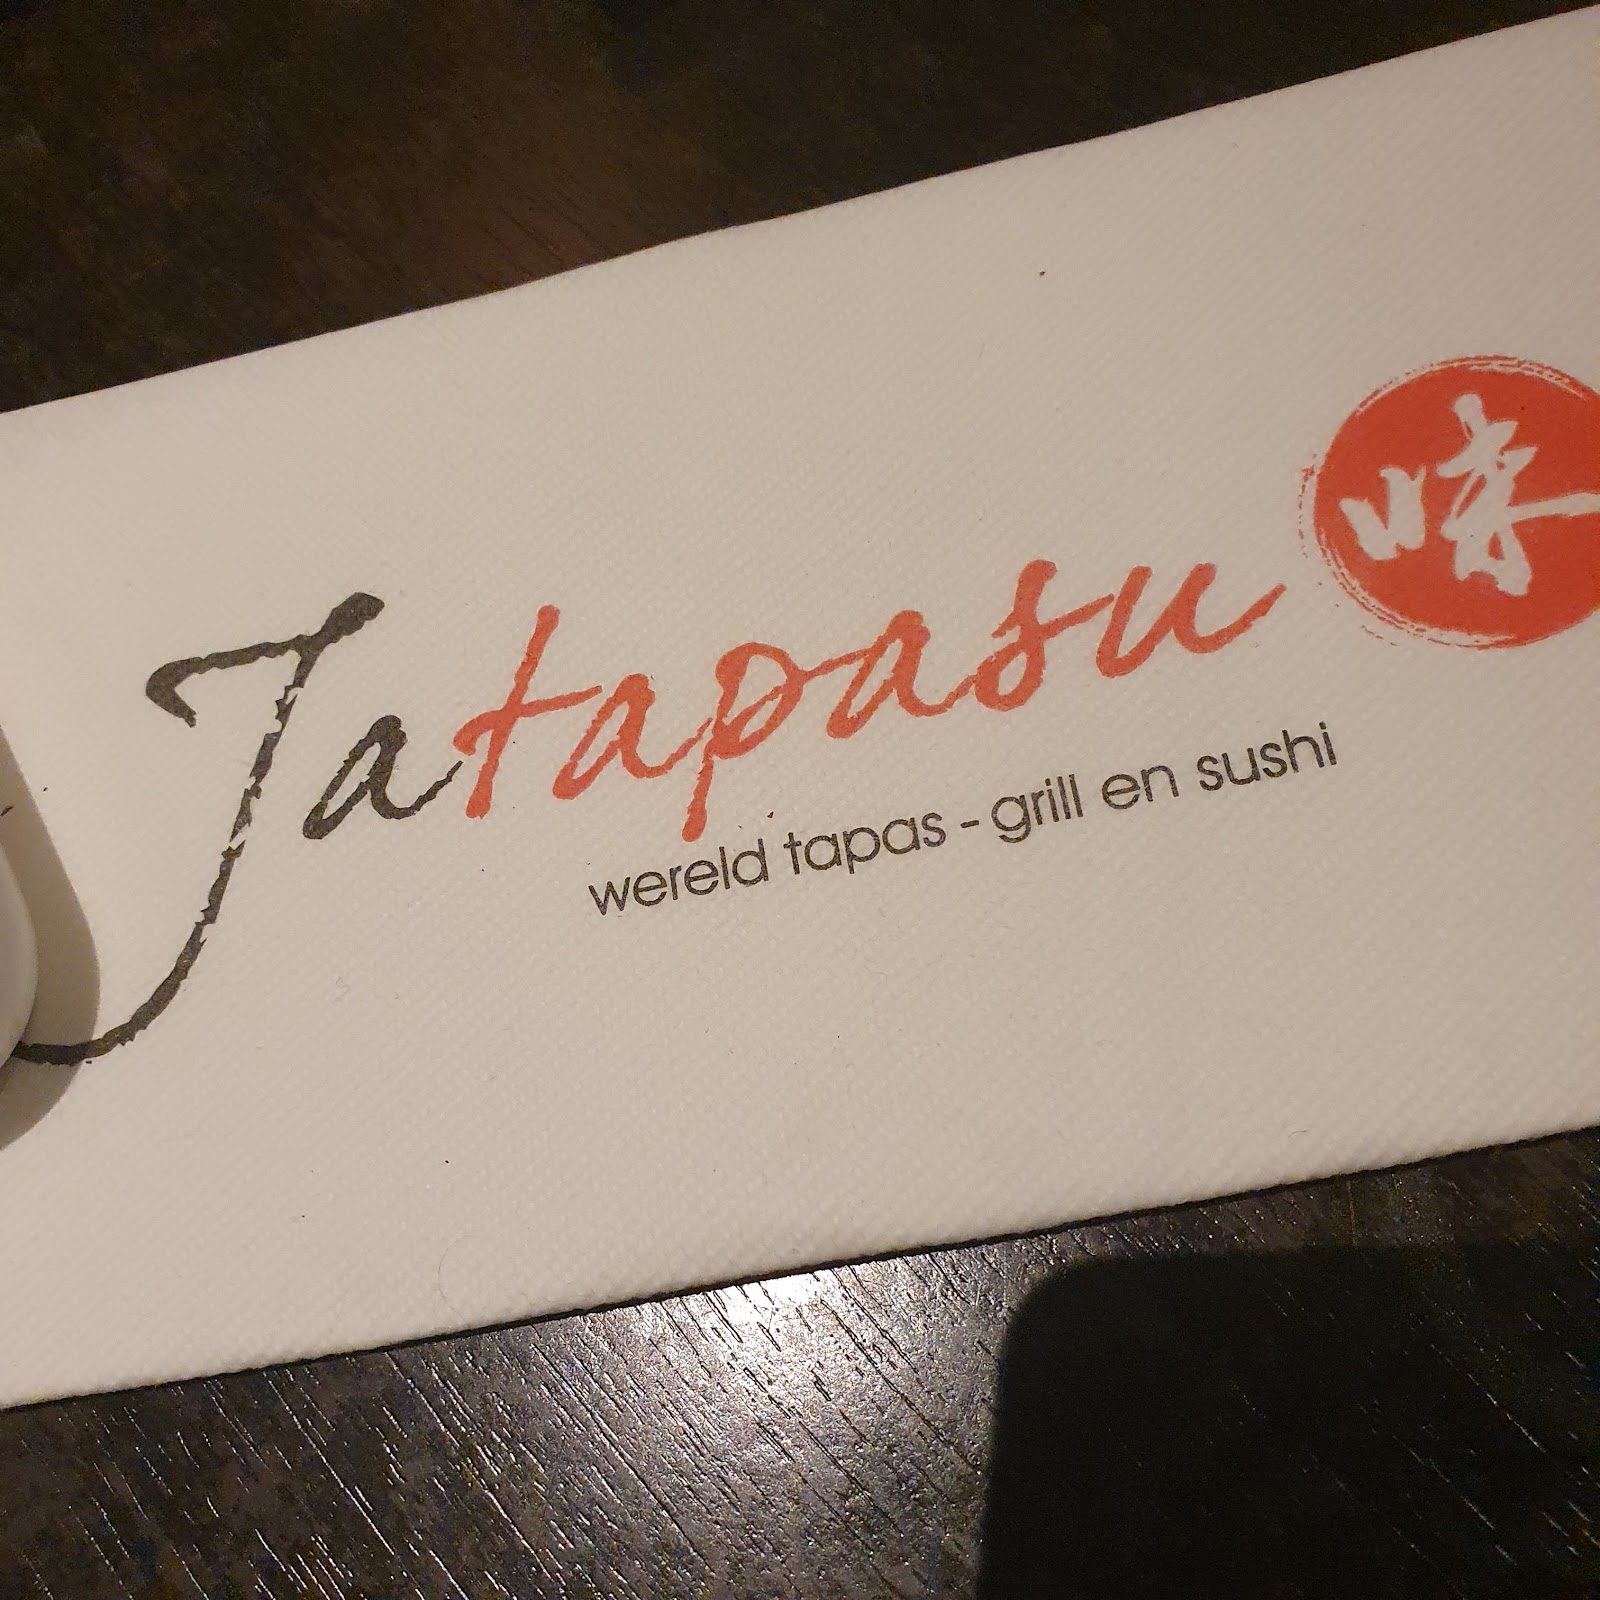 Jatapasu
味
wereld tapas - grill en sushi